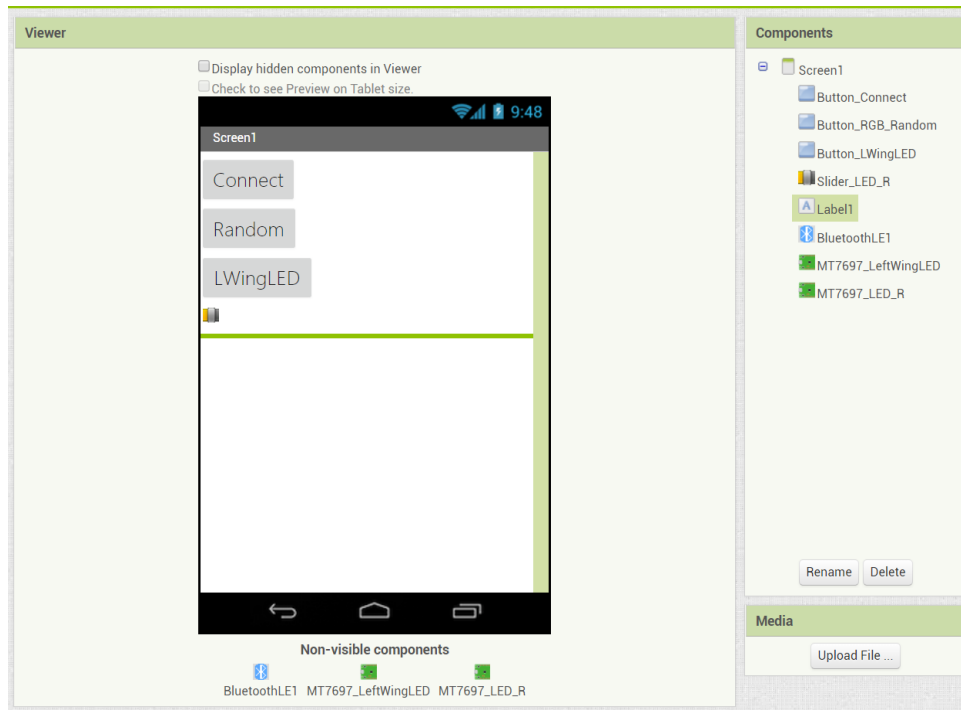 Viewer
Display hidden components in Viewer
Check to see Preview on Tablet size.
9:48
Screen1
Connect
Random
LWingLED
Non-visible components
BluetoothLE1 MT7697_LeftWingLED MT7697_LED_R
Components
Screen1
Button_Connect
Button_RGB_Random
Button_LWingLED
Slider_LED_R
A Label1
BluetoothLE1
MT7697_LeftWingLED
MT7697_LED_R
Rename Delete
Media
Upload File ...